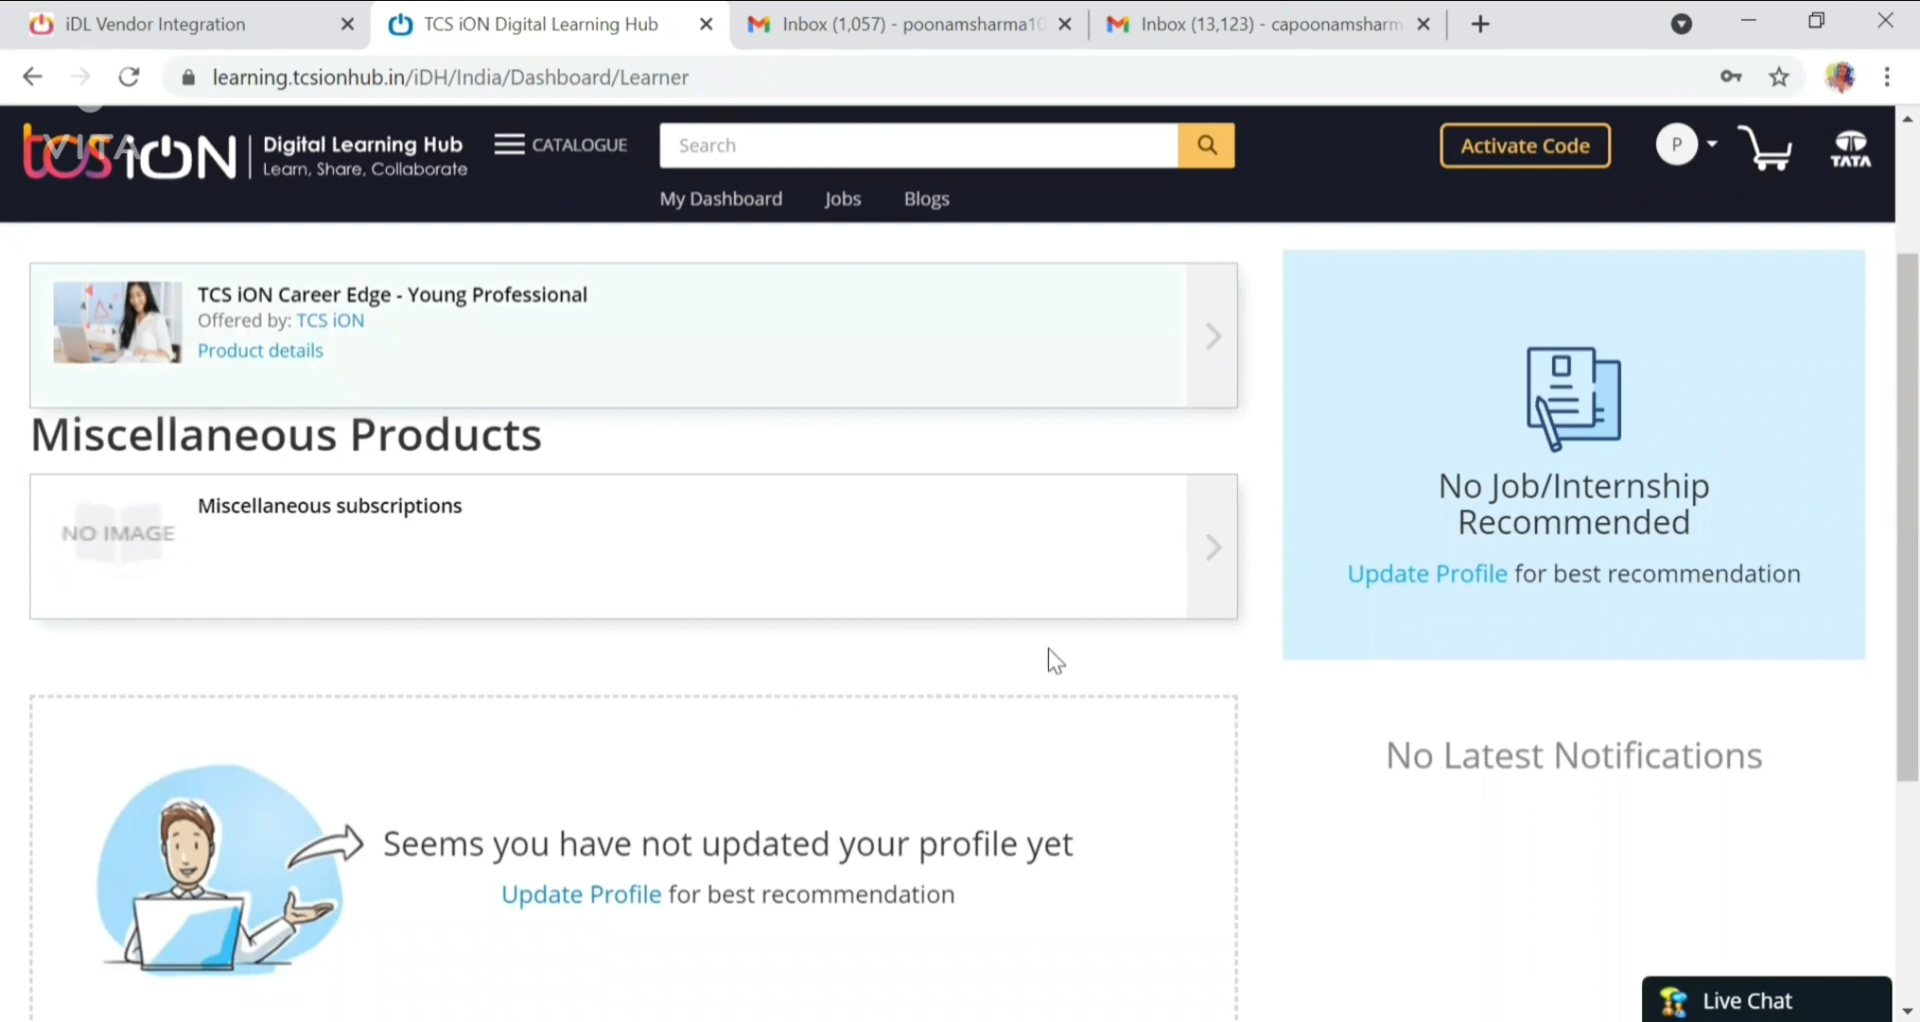 iDL Vendor Integration
TCS iON Digital Learning Hub
Inbox (1,057) - poonamsharma10
Inbox (13,123) - capoonamsharm
learning.tcsionhub.in/iDH/India/Dashboard/Learner
VITA
tcs iON
Digital Learning Hub
Learn, Share, Collaborate
CATALOGUE
Search
Activate Code
P
TATA
My Dashboard
Jobs
Blogs
TCS iON Career Edge - Young Professional
Offered by: TCS iON
Product details
Miscellaneous Products
NO IMAGE
Miscellaneous subscriptions
No Job/Internship
Recommended
Update Profile for best recommendation
No Latest Notifications
Seems you have not updated your profile yet
Update Profile for best recommendation
Live Chat